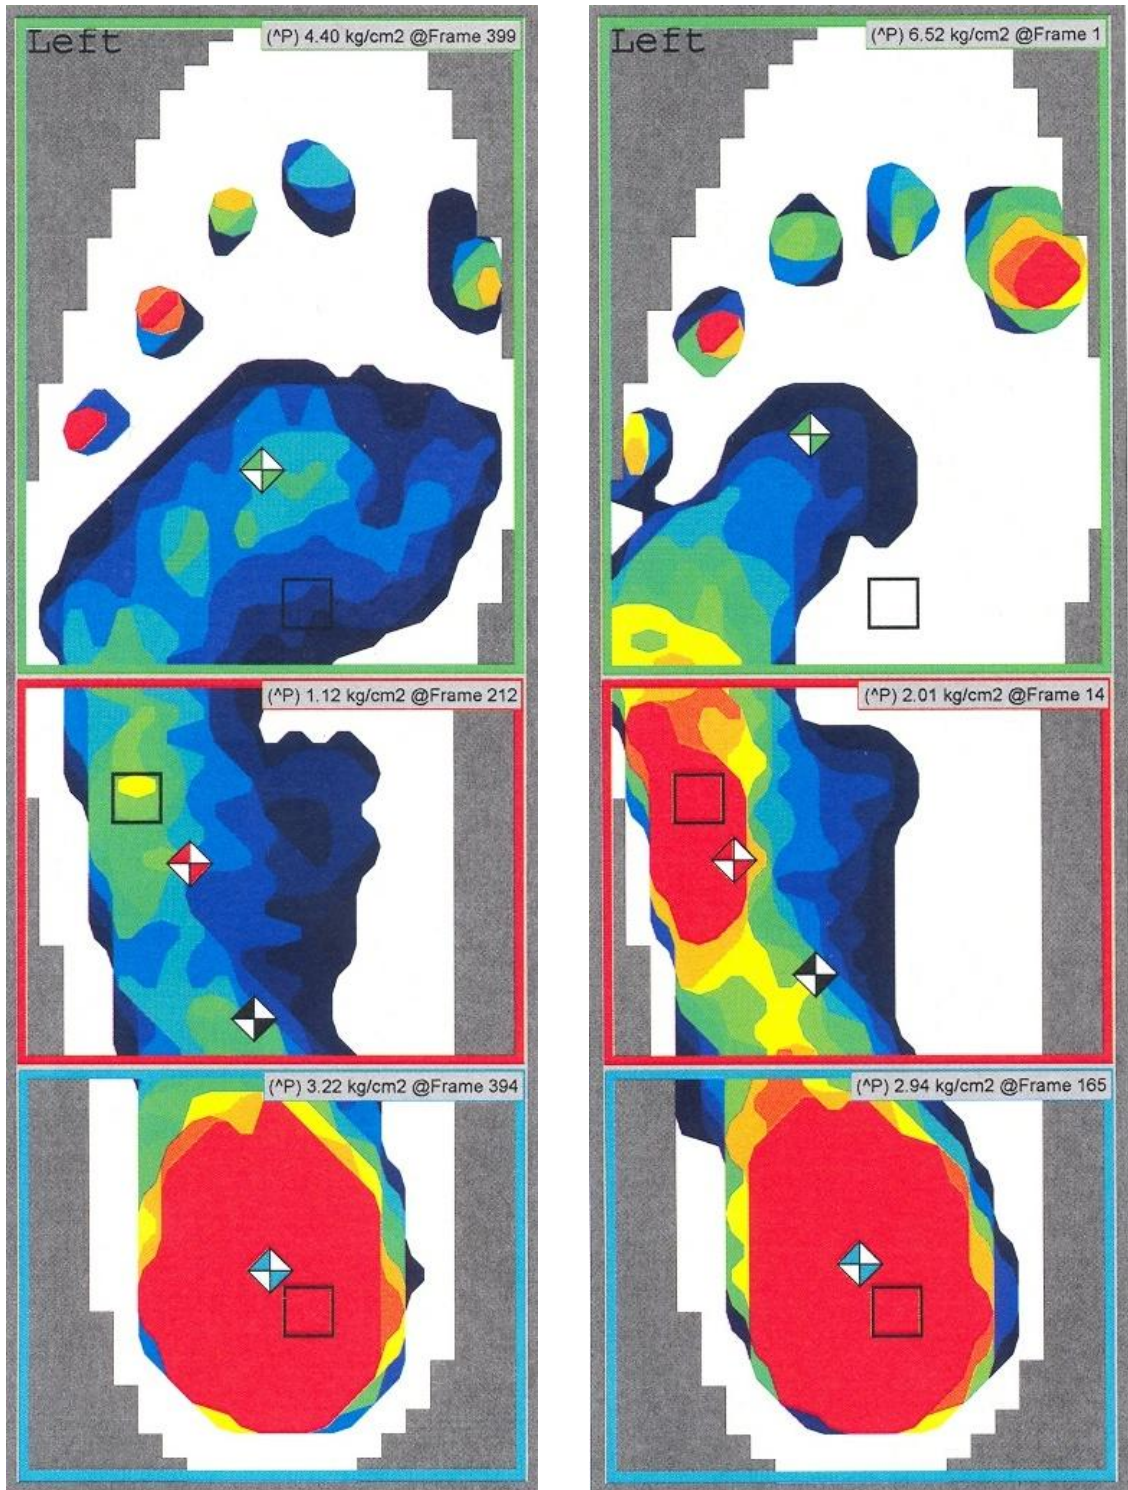 Left
(^P) 4.40 kg/cm2 @Frame 399
(^P) 1.12 kg/cm2 @Frame 212
(^P) 3.22 kg/cm2 @Frame 394
Left
(^P) 6.52 kg/cm2 @Frame 1
(^P) 2.01 kg/cm2 @Frame 14
(^P) 2.94 kg/cm2 @Frame 165